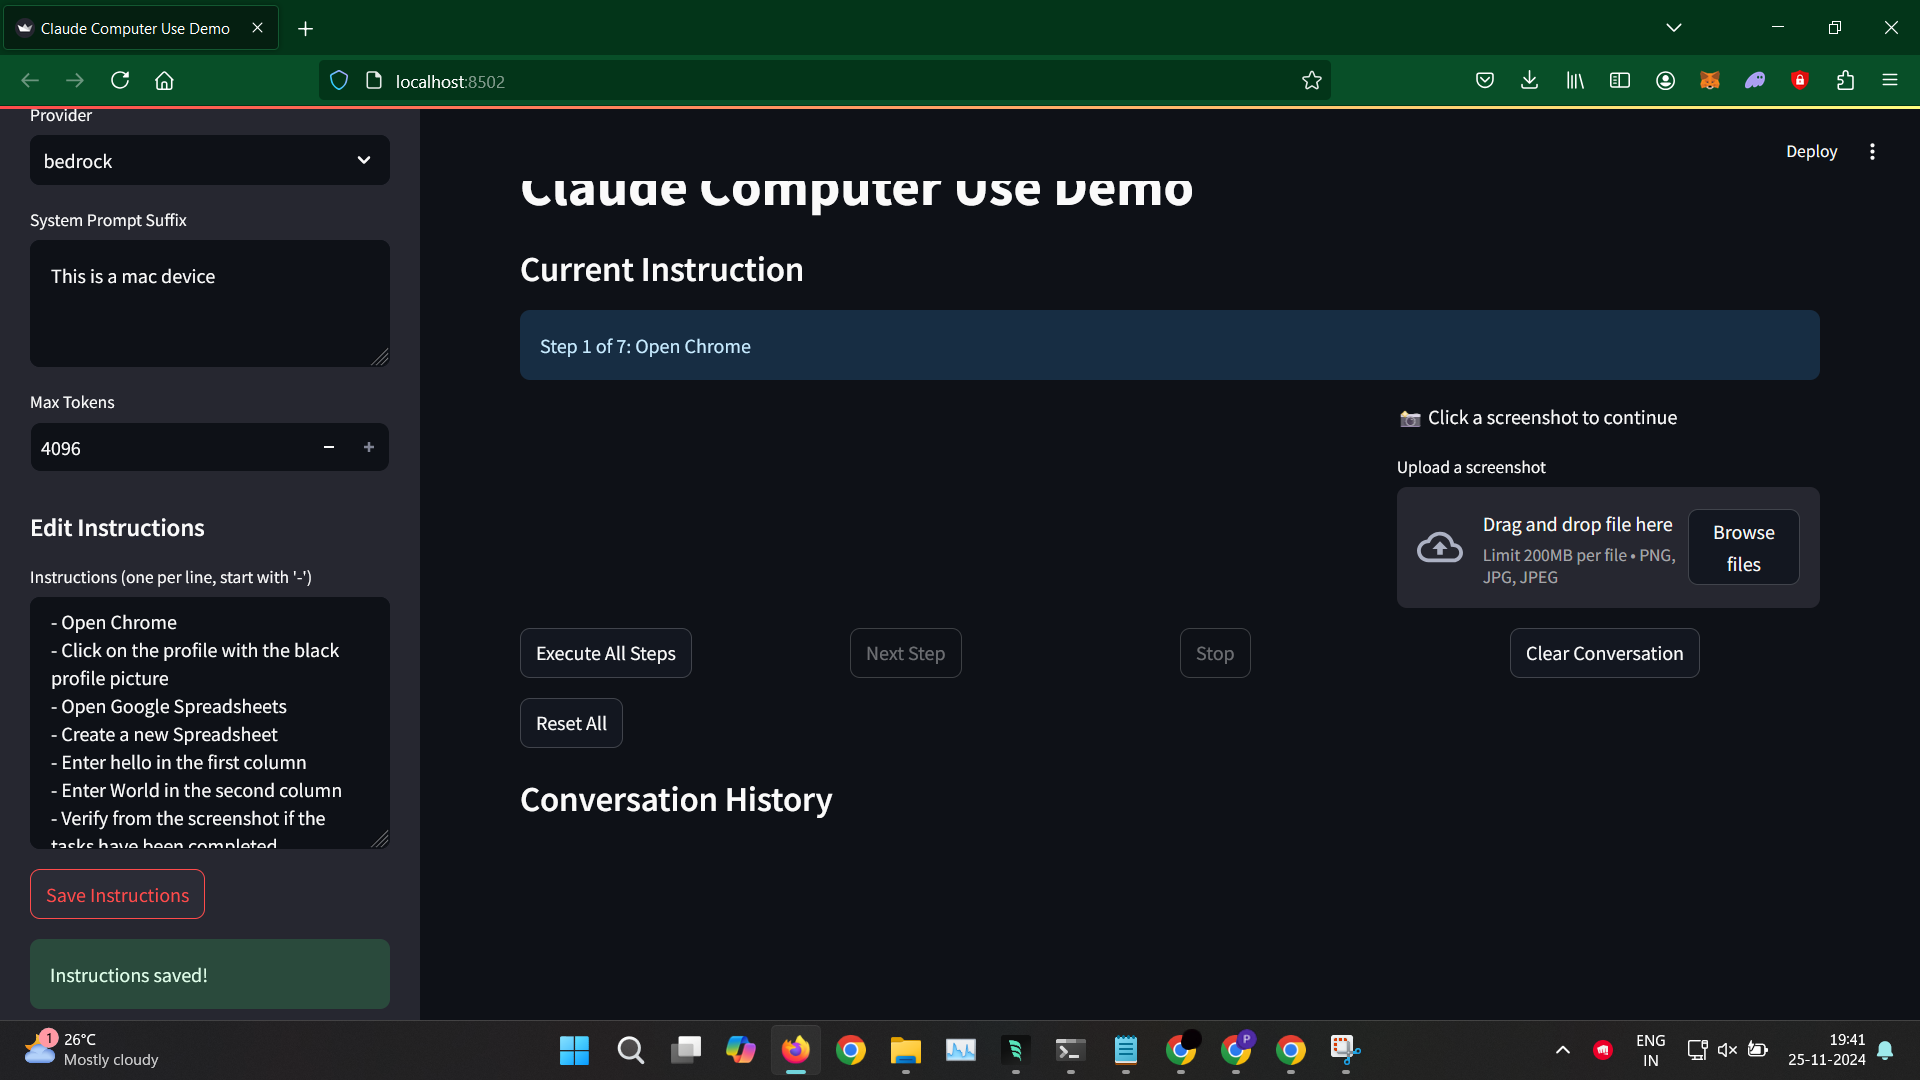 Claude Computer Use Demo
localhost:8502
Provider
bedrock
System Prompt Suffix
This is a mac device
Max Tokens
4096
Edit Instructions
Instructions (one per line, start with '-')
- Open Chrome
- Click on the profile with the black
profile picture
- Open Google Spreadsheets
- Create a new Spreadsheet
- Enter hello in the first column
- Enter World in the second column
- Verify from the screenshot if the
tasks have been completed
Save Instructions
Instructions saved!
Deploy
Claude Computer Use Demo
Current Instruction
Step 1 of 7: Open Chrome
Click a screenshot to continue
Upload a screenshot
Drag and drop file here
Limit 200MB per file • PNG,
JPG, JPEG
Browse
files
Execute All Steps
Next Step
Stop
Clear Conversation
Reset All
Conversation History
1
26°C
Mostly cloudy
P
ENG
IN
19:41
25-11-2024